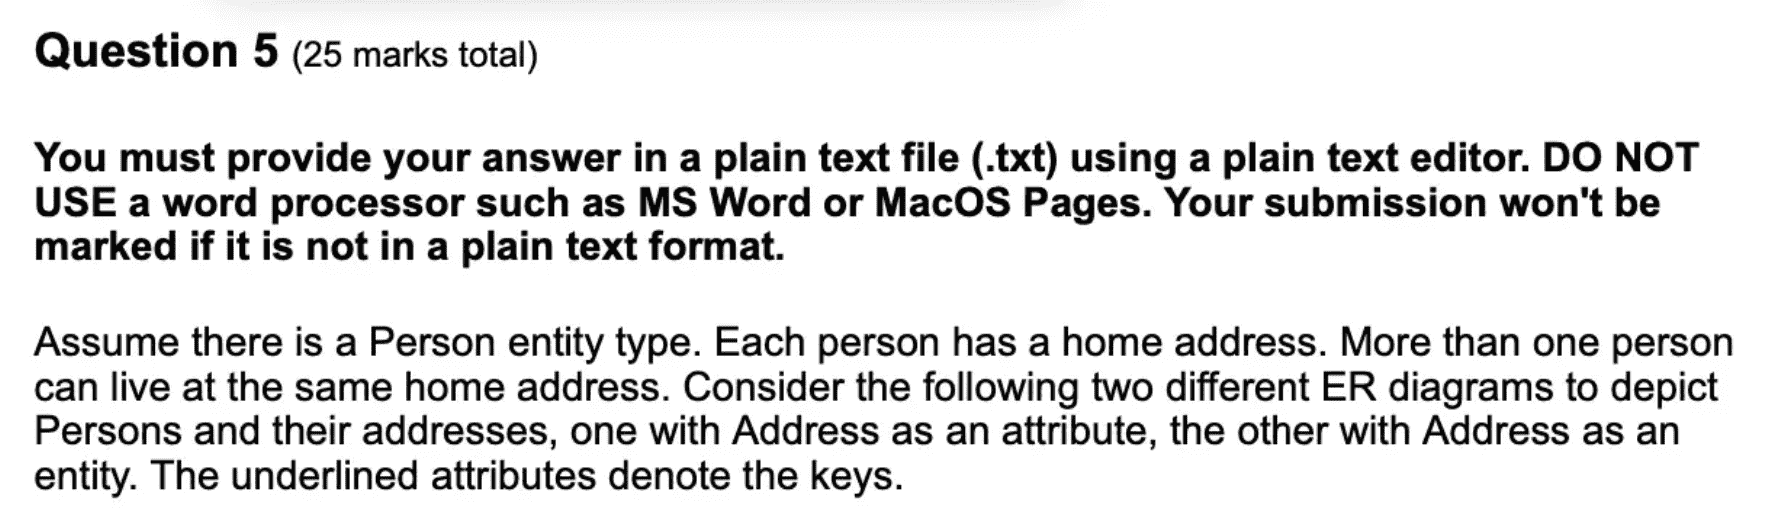 Question 5 (25 marks total)
You must provide your answer in a plain text file (.txt) using a plain text editor. DO NOT
USE a word processor such as MS Word or MacOS Pages. Your submission won't be
marked if it is not in a plain text format.
Assume there is a Person entity type. Each person has a home address. More than one person
can live at the same home address. Consider the following two different ER diagrams to depict
Persons and their addresses, one with Address as an attribute, the other with Address as an
entity. The underlined attributes denote the keys.